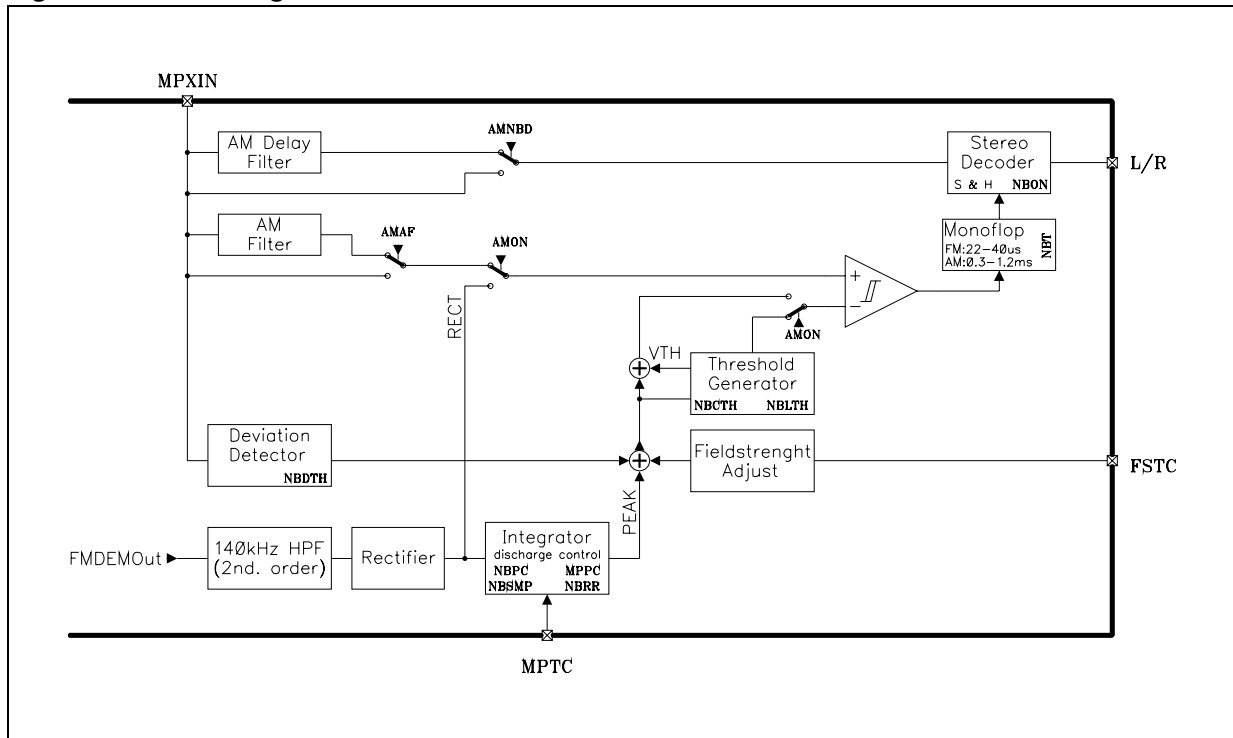 MPXIN
AM Delay
Filter
AMNBD
Stereo
Decoder
S & H NBON
L/R
AM
Filter
AMAF
AMON
Monoflop
FM:22-40us
AM:0.3-1.2ms
NBT
+
-
RECT
AMON
VTH
Threshold
Generator
NBCTH NBLTH
Deviation
Detector
NBDTH
Fieldstrenght
Adjust
FSTC
PEAK
FMDEMOut
140kHz HPF
(2nd. order)
Rectifier
Integrator
discharge control
NBPC MPPC
NBSMP NBRR
MPTC